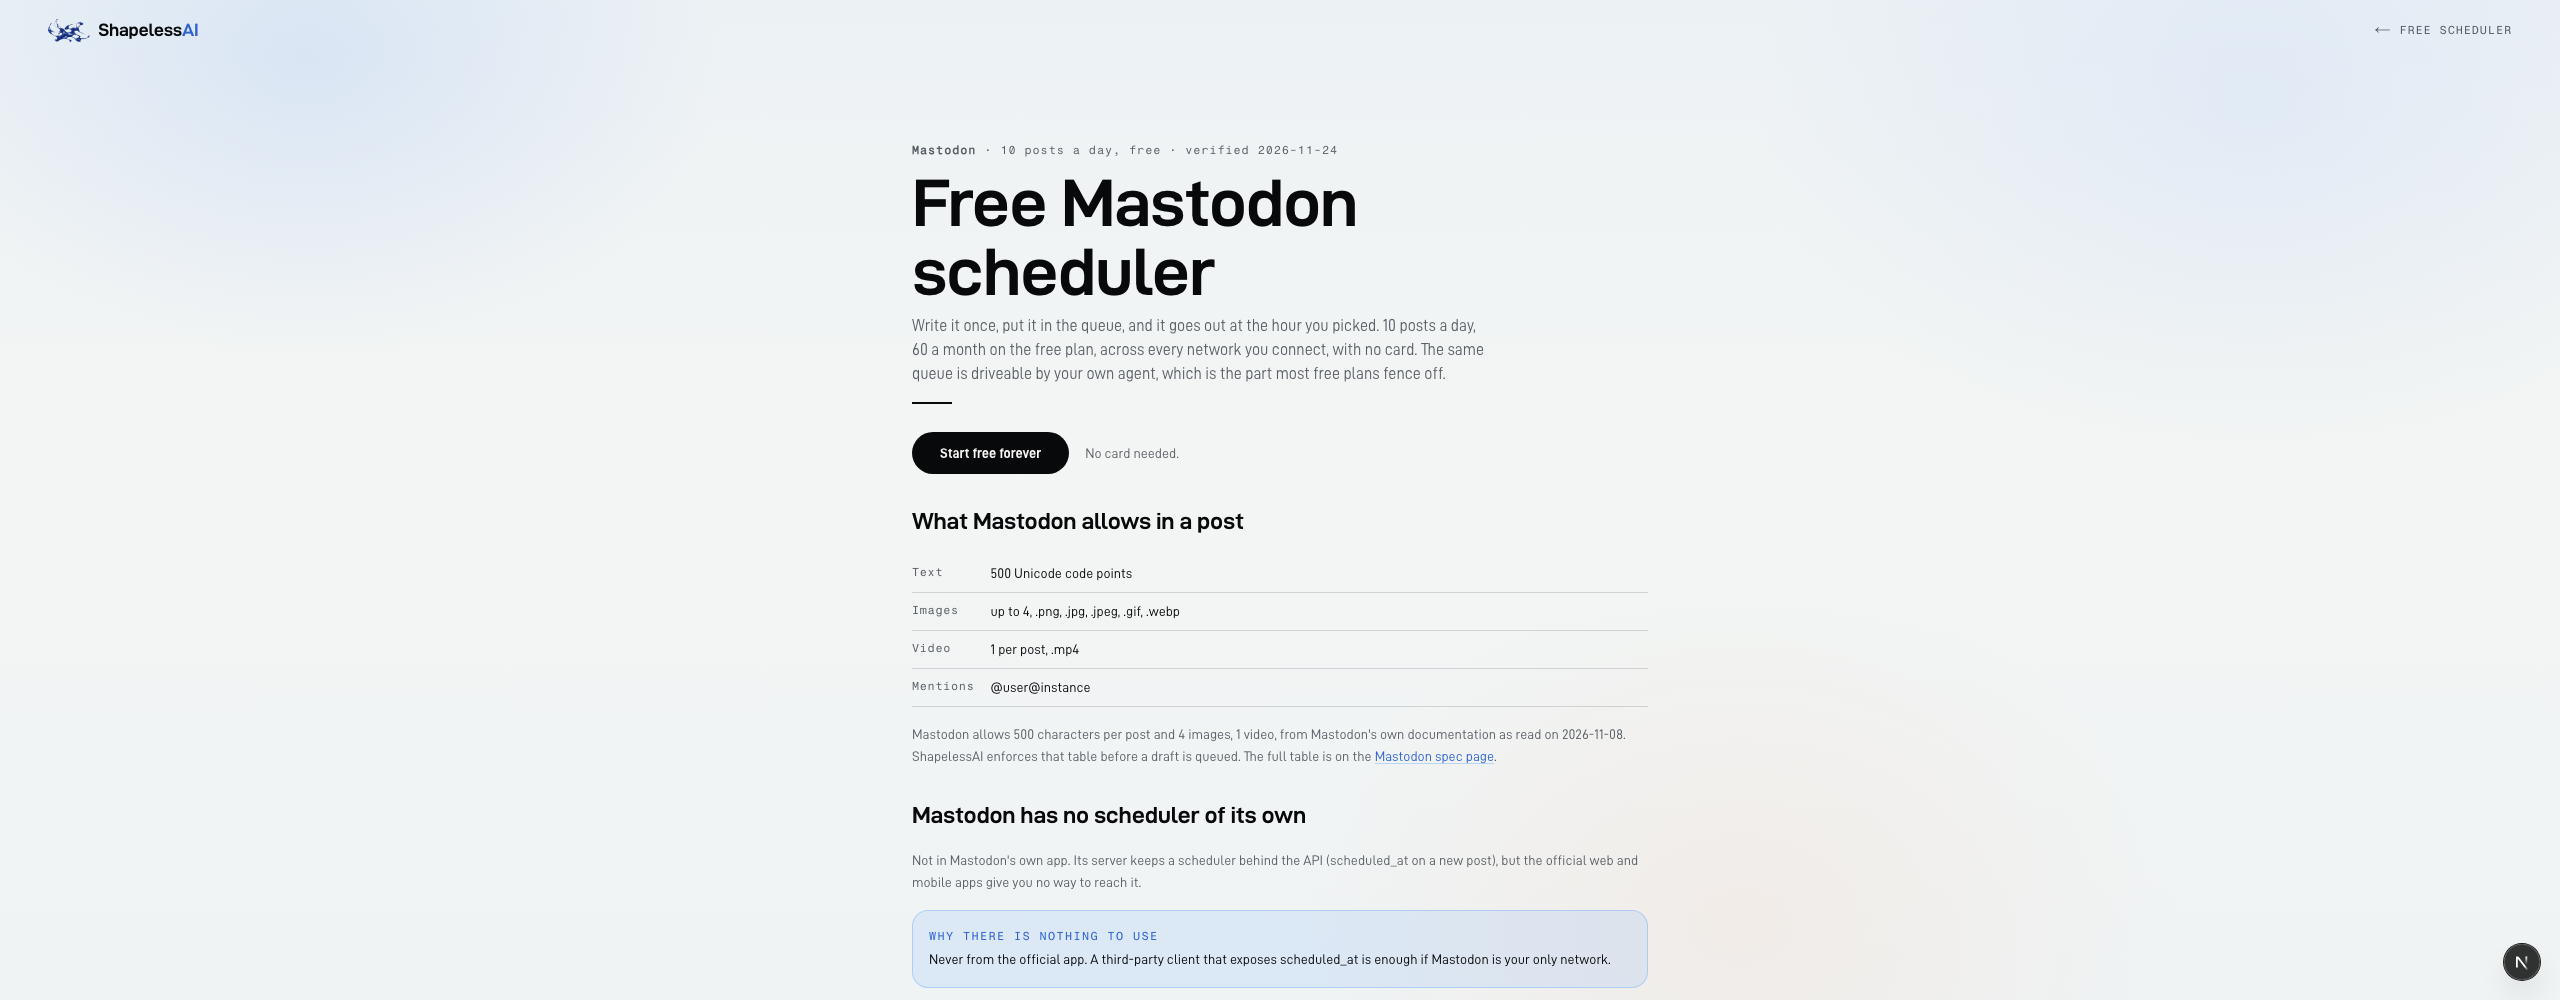 ShapelessAI
← FREE SCHEDULER
Mastodon · 10 posts a day, free · verified 2026-11-24
Free Mastodon
scheduler
Write it once, put it in the queue, and it goes out at the hour you picked. 10 posts a day,
60 a month on the free plan, across every network you connect, with no card. The same
queue is driveable by your own agent, which is the part most free plans fence off.
Start free forever
No card needed.
What Mastodon allows in a post
Text 500 Unicode code points
Images up to 4, .png, .jpg, .jpeg, .gif, .webp
Video 1 per post, .mp4
Mentions @user@instance
Mastodon allows 500 characters per post and 4 images, 1 video, from Mastodon's own documentation as read on 2026-11-08.
ShapelessAI enforces that table before a draft is queued. The full table is on the Mastodon spec page.
Mastodon has no scheduler of its own
Not in Mastodon's own app. Its server keeps a scheduler behind the API (scheduled_at on a new post), but the official web and
mobile apps give you no way to reach it.
WHY THERE IS NOTHING TO USE
Never from the official app. A third-party client that exposes scheduled_at is enough if Mastodon is your only network.
N